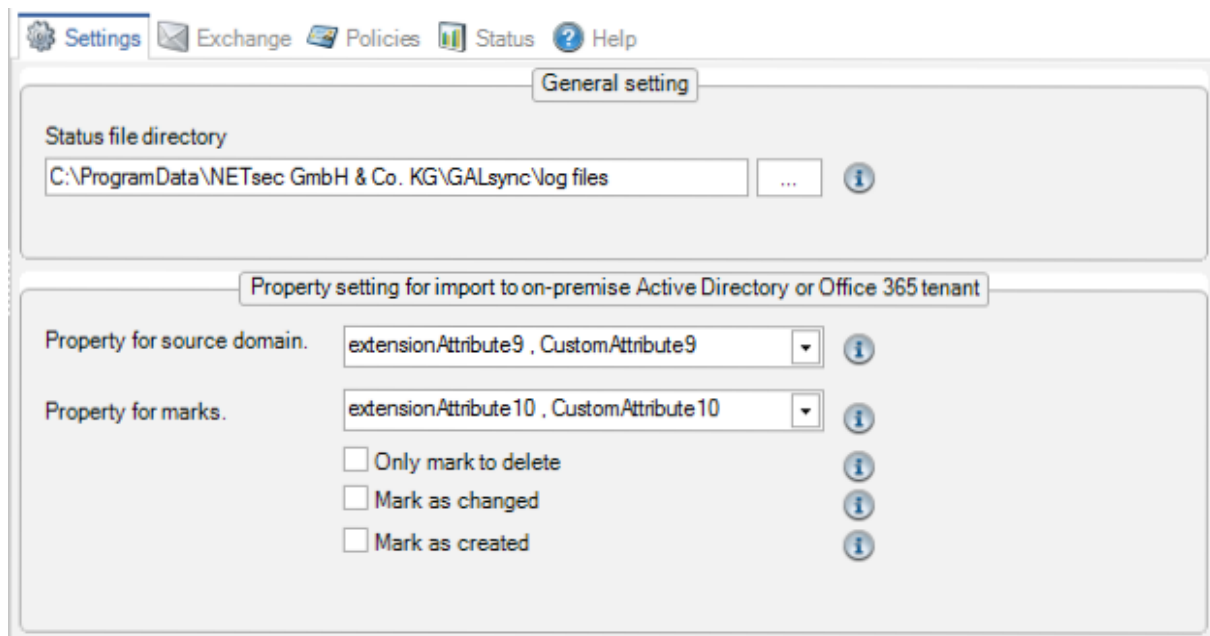 Settings Exchange Policies Status Help
General setting
Status file directory
C:\ProgramData\NETsec GmbH & Co. KG\GALsync\log files ...
Property setting for import to on-premise Active Directory or Office 365 tenant
Property for source domain. extensionAttribute9 , CustomAttribute9
Property for marks. extensionAttribute10 , CustomAttribute10
Only mark to delete
Mark as changed
Mark as created